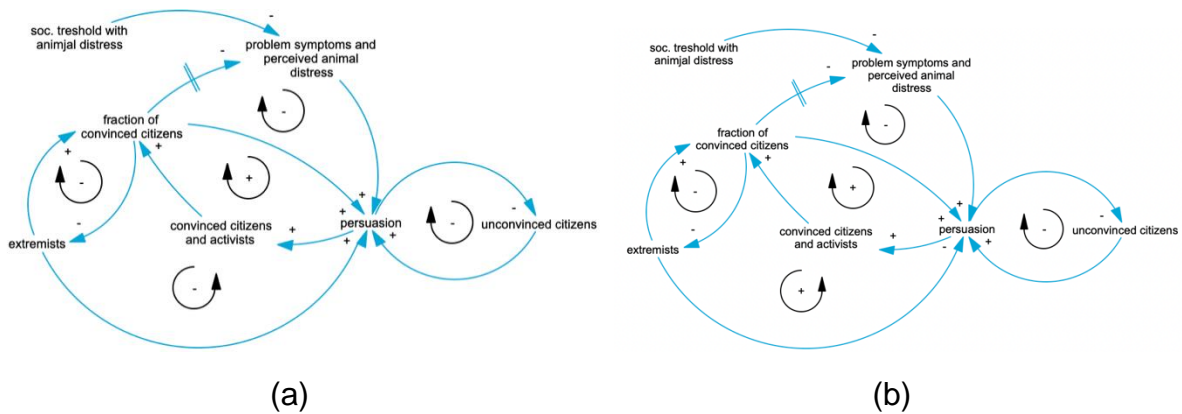 soc. treshold with
animjal distress
-
problem symptoms and
perceived animal
distress
-
-
fraction of
convinced citizens
+
+
-
+
-
extremists
convinced citizens
and activists
+
+
+
persuasion
+
+
-
-
unconvinced citizens
-
(a)
soc. treshold with
animjal distress
-
problem symptoms and
perceived animal
distress
-
-
fraction of
convinced citizens
+
+
-
+
-
extremists
convinced citizens
and activists
+
+
+
persuasion
-
+
-
-
unconvinced citizens
+
(b)